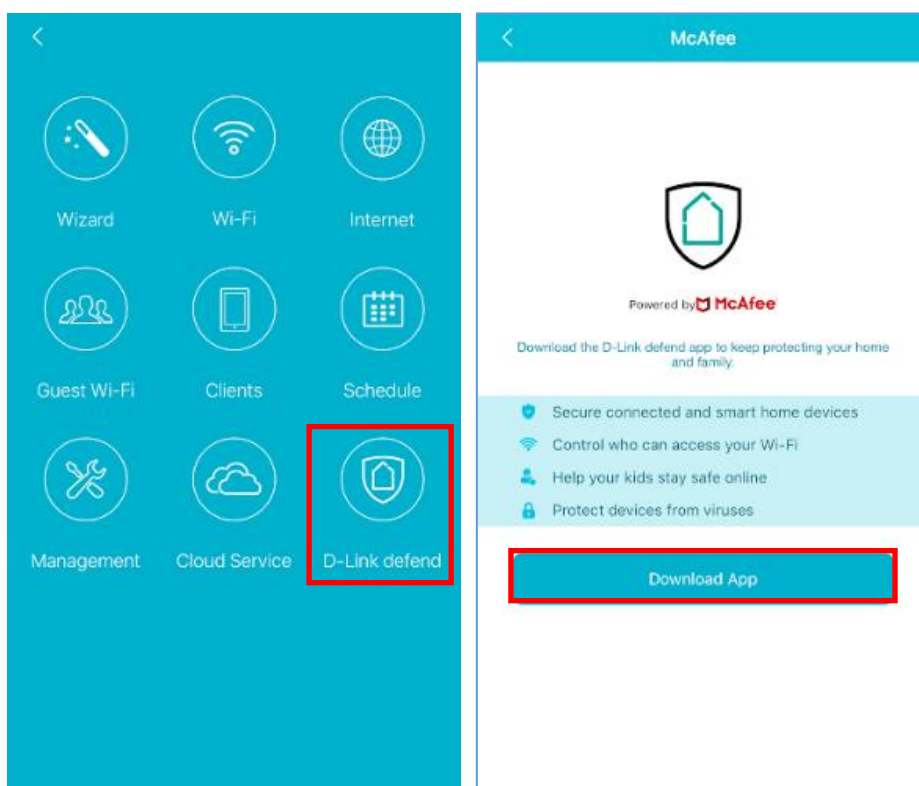 Wizard
Wi-Fi
Internet
Guest Wi-Fi
Clients
Schedule
Management
Cloud Service
D-Link defend
McAfee
Powered by McAfee
Download the D-Link defend app to keep protecting your home
and family.
Secure connected and smart home devices
Control who can access your Wi-Fi
Help your kids stay safe online
Protect devices from viruses
Download App